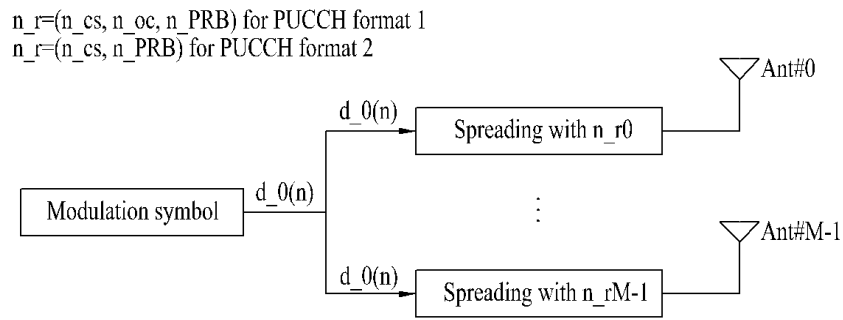 n_r=(n_cs, n_oc, n_PRB) for PUCCH format 1
n_r=(n_cs, n_PRB) for PUCCH format 2
Ant#0
d_0(n)
Spreading with n_r0
d_0(n)
Modulation symbol
Ant#M-1
d_0(n)
Spreading with n_rM-1